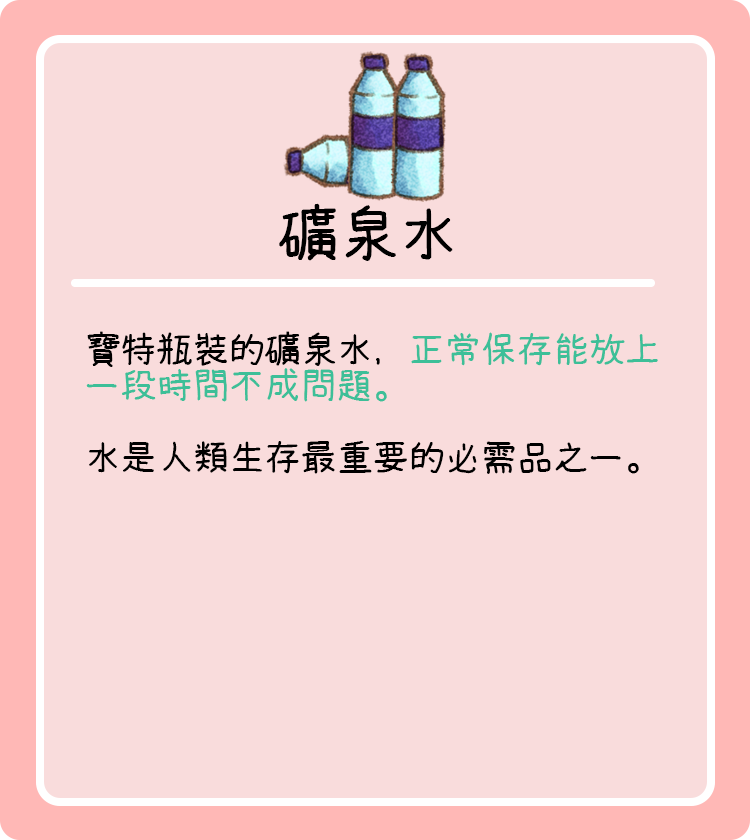 礦泉水
寶特瓶裝的礦泉水，正常保存能放上
一段時間不成問題。
水是人類生存最重要的必需品之一。